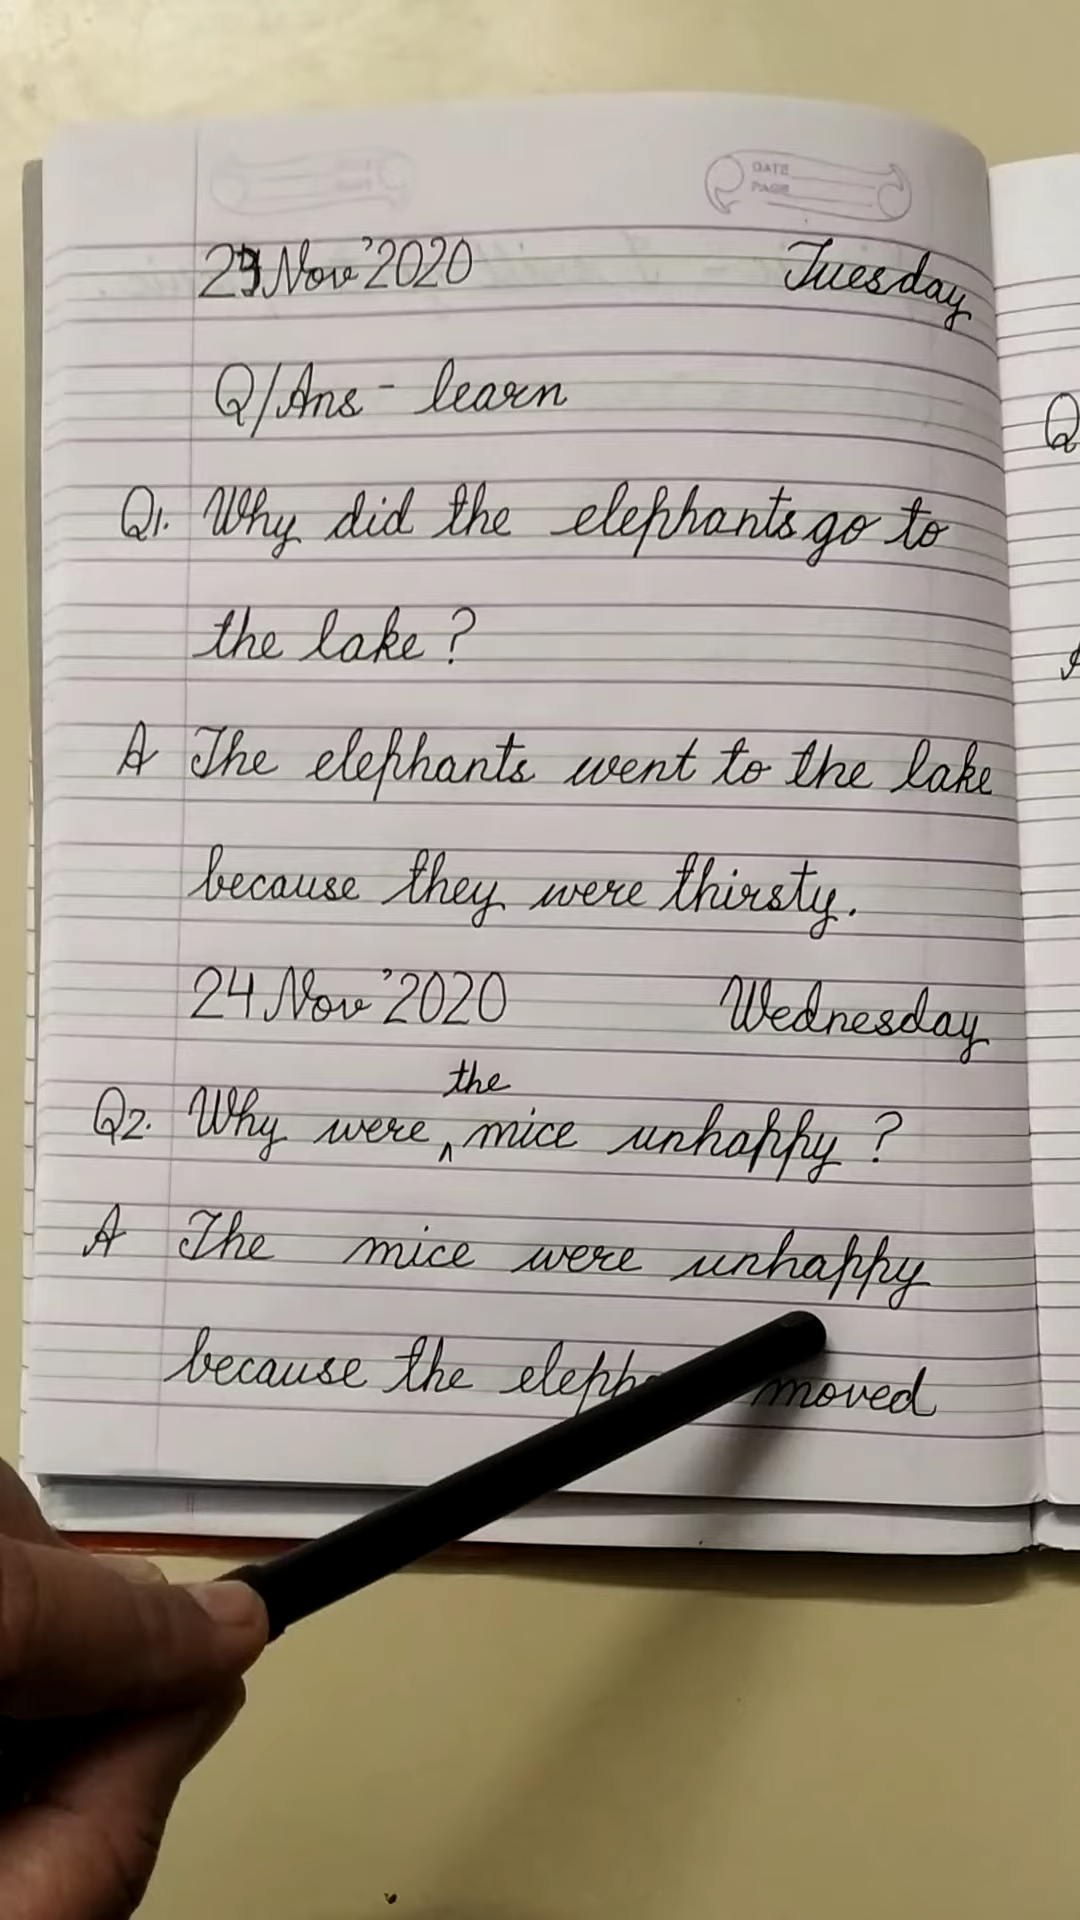 DATE
PAGE
Nov'2020 Tuesday
Q/Ans - learn
Q1. Why did the elephants go to
the lake?
A The elephants went to the lake
because they were thirsty.
24 Nov'2020 Wednesday
the
Q2. Why were ^ mice unhappy?
A The mice were unhappy
because the moved
Q